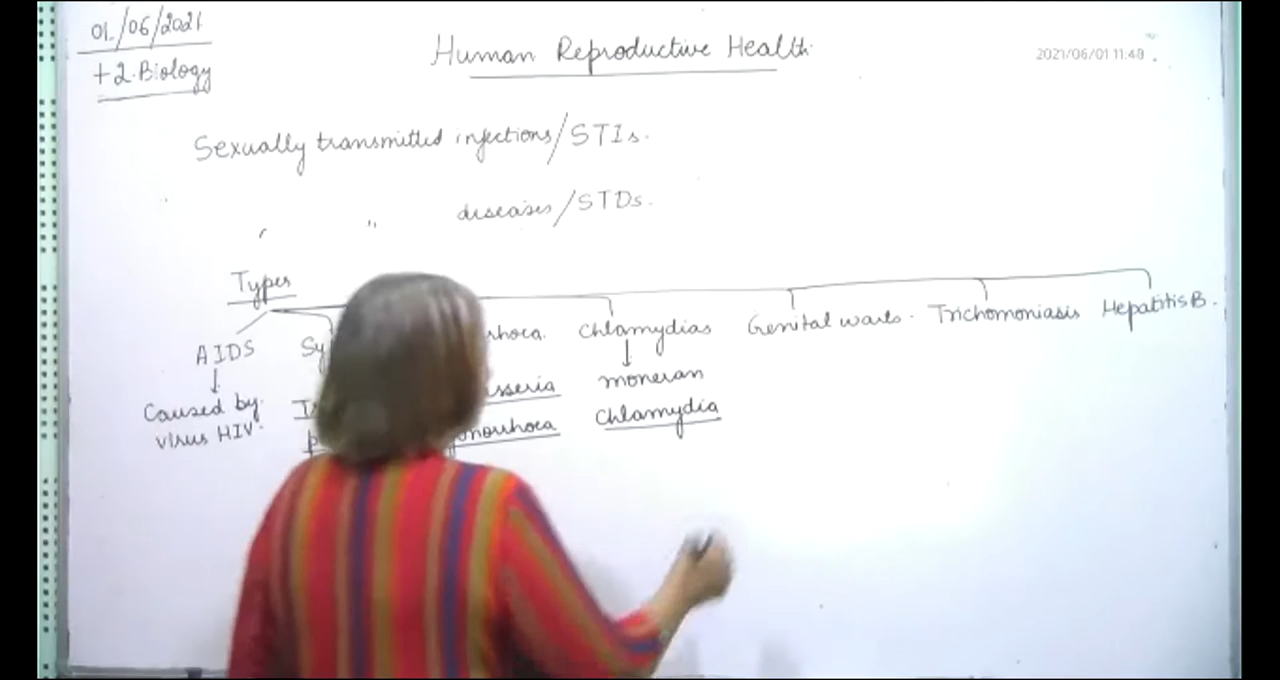 01/06/2021
+2 Biology
Human Reproductive Health
2021/06/01 11:48
Sexually transmitted infections/STIs.
" " diseases/STDs.
Types
AIDS Chlamydias Genital warts. Trichomoniasis Hepatitis B.
Caused by virus HIV.
moneran
Chlamydia